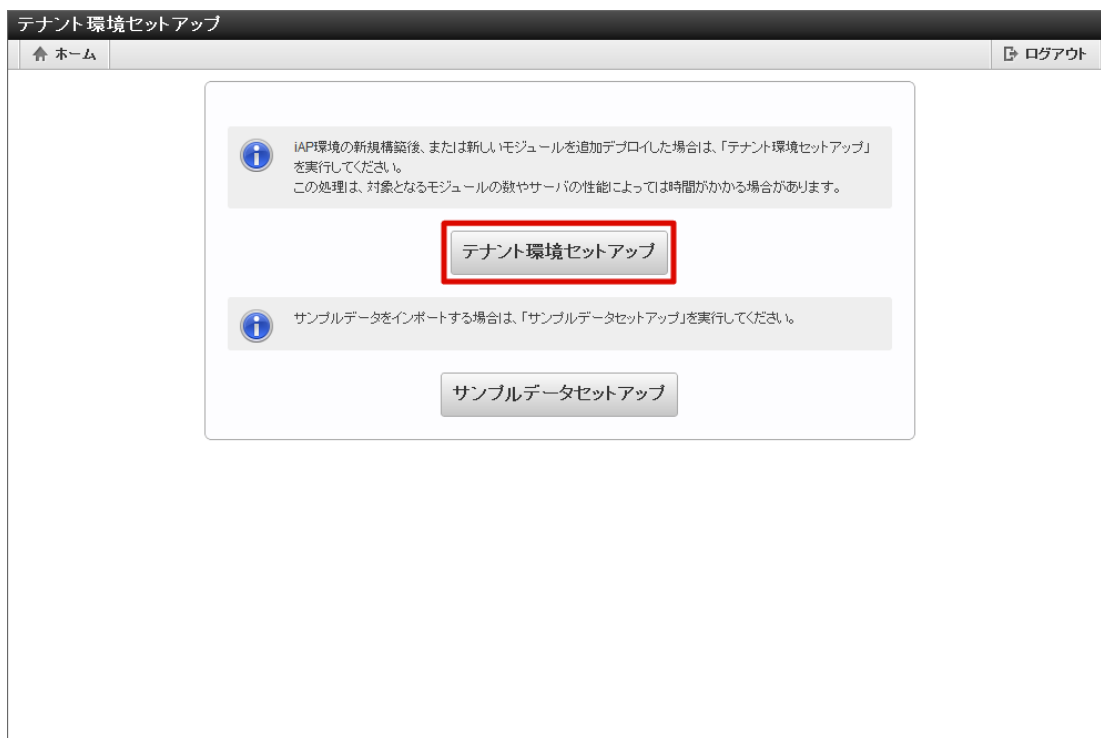 テナント環境セットアップ
ホーム
ログアウト
iAP環境の新規構築後、または新しいモジュールを追加デプロイした場合は、「テナント環境セットアップ」
を実行してください。
この処理は、対象となるモジュールの数やサーバの性能によっては時間がかかる場合があります。
テナント環境セットアップ
サンプルデータをインポートする場合は、「サンプルデータセットアップ」を実行してください。
サンプルデータセットアップ